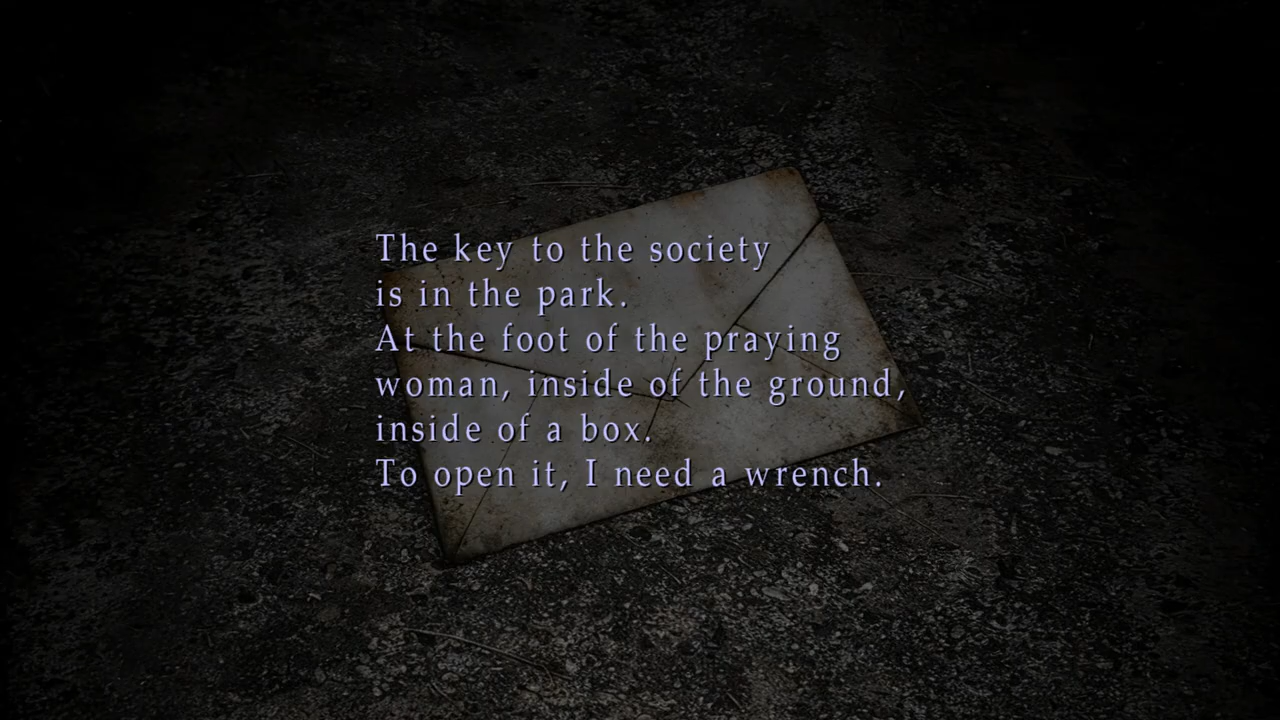 The key to the society
is in the park.
At the foot of the praying
woman, inside of the ground,
inside of a box.
To open it, I need a wrench.